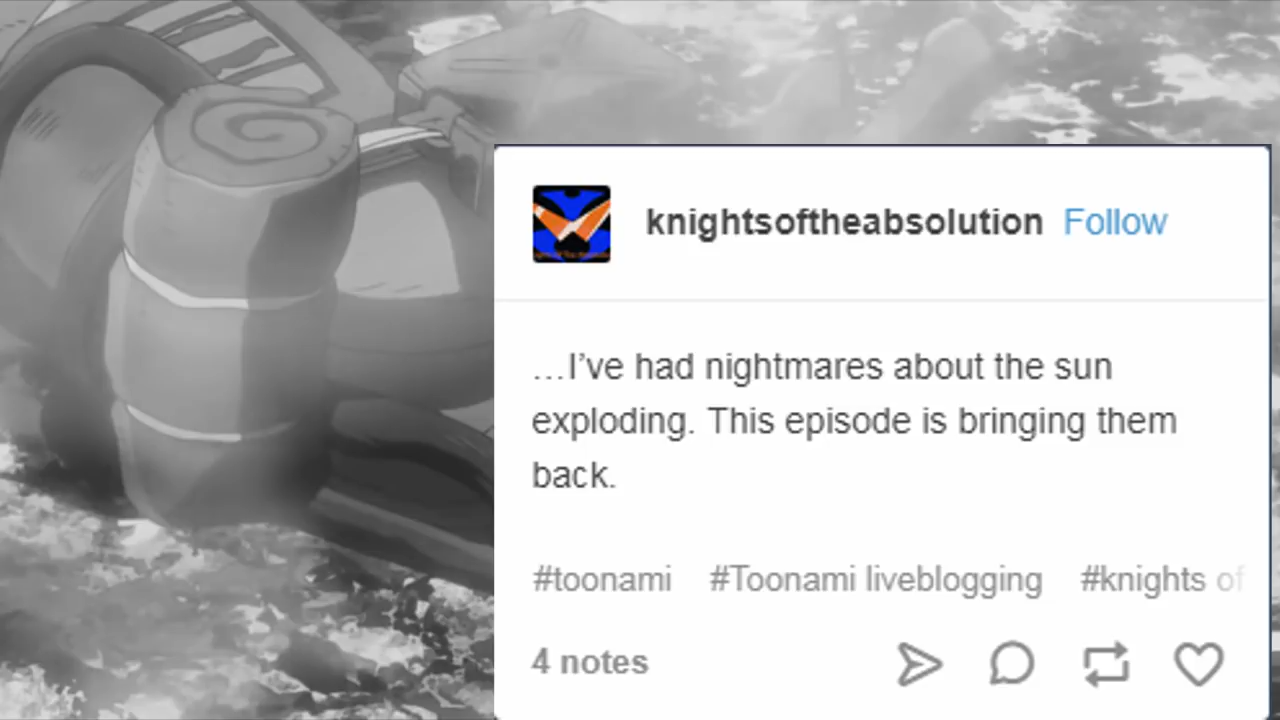 knightsoftheabsolution Follow
…I’ve had nightmares about the sun
exploding. This episode is bringing them
back.
#toonami #Toonami liveblogging #knights of
4 notes